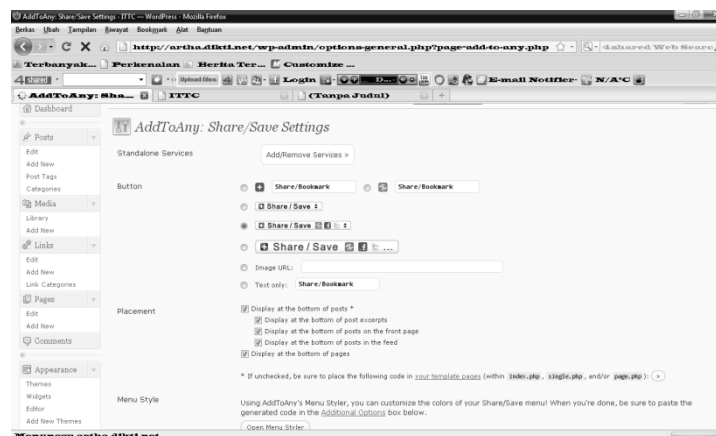 AddToAny: Share/Save Settings ‹ ITTC — WordPress - Mozilla Firefox
Berkas Ubah Tampilan Riwayat Bookmark Alat Bantuan
http://artha.dikti.net/wp-admin/options-general.php?page=add-to-any.php
4shared Web Searc
Terbanyak... Perkenalan Berita Ter... Customize ...
4shared Upload files Login D... E-mail Notifier N/A°C
AddToAny: Sha... ITTC (Tanpa Judul)
Dashboard
AddToAny: Share/Save Settings
Posts
Edit
Add New
Post Tags
Categories
Media
Library
Add New
Links
Edit
Add New
Link Categories
Pages
Edit
Add New
Comments
Appearance
Themes
Widgets
Editor
Add New Themes
Standalone Services
Add/Remove Services »
Button
Share/Bookmark Share/Bookmark
Share / Save
Share / Save
Share / Save ...
Image URL:
Text only: Share/Bookmark
Placement
Display at the bottom of posts *
Display at the bottom of post excerpts
Display at the bottom of posts on the front page
Display at the bottom of posts in the feed
Display at the bottom of pages
* If unchecked, be sure to place the following code in your template pages (within index.php, single.php, and/or page.php): »
Menu Style
Using AddToAny's Menu Styler, you can customize the colors of your Share/Save menu! When you're done, be sure to paste the
generated code in the Additional Options box below.
Open Menu Styler
Menunggu artha.dikti.net